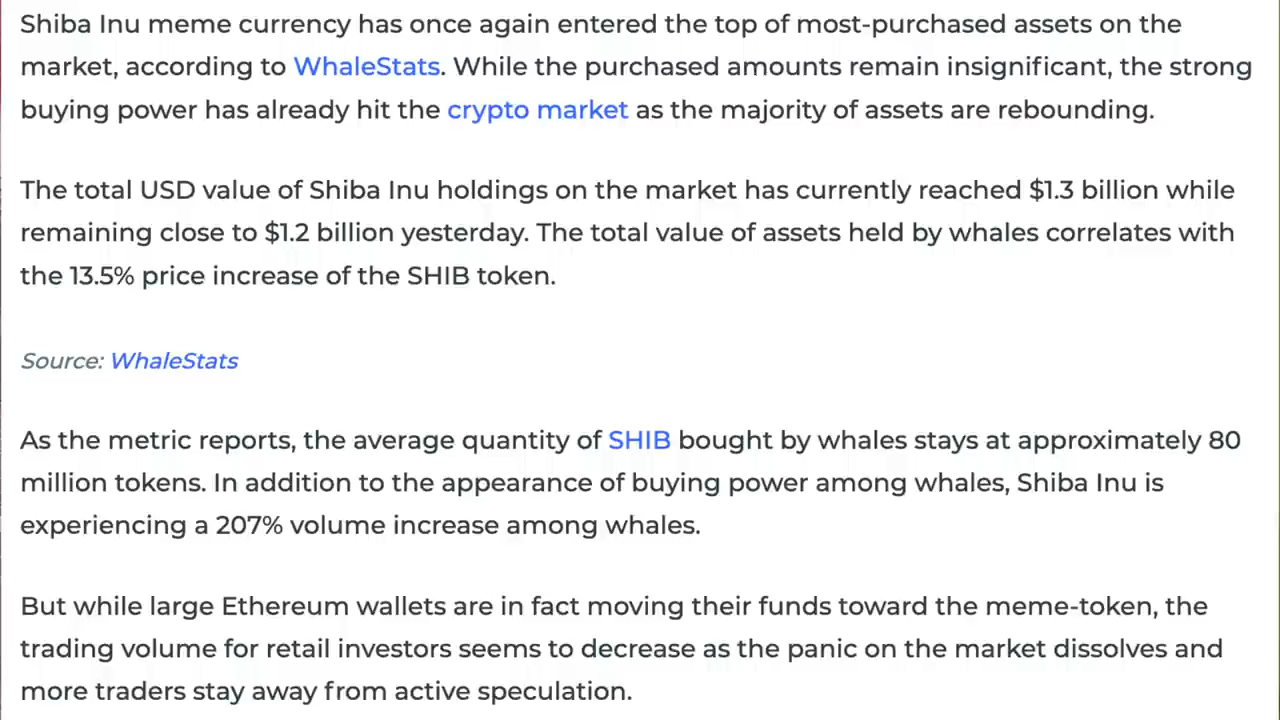 Shiba Inu meme currency has once again entered the top of most-purchased assets on the
market, according to WhaleStats. While the purchased amounts remain insignificant, the strong
buying power has already hit the crypto market as the majority of assets are rebounding.
The total USD value of Shiba Inu holdings on the market has currently reached $1.3 billion while
remaining close to $1.2 billion yesterday. The total value of assets held by whales correlates with
the 13.5% price increase of the SHIB token.
Source: WhaleStats
As the metric reports, the average quantity of SHIB bought by whales stays at approximately 80
million tokens. In addition to the appearance of buying power among whales, Shiba Inu is
experiencing a 207% volume increase among whales.
But while large Ethereum wallets are in fact moving their funds toward the meme-token, the
trading volume for retail investors seems to decrease as the panic on the market dissolves and
more traders stay away from active speculation.